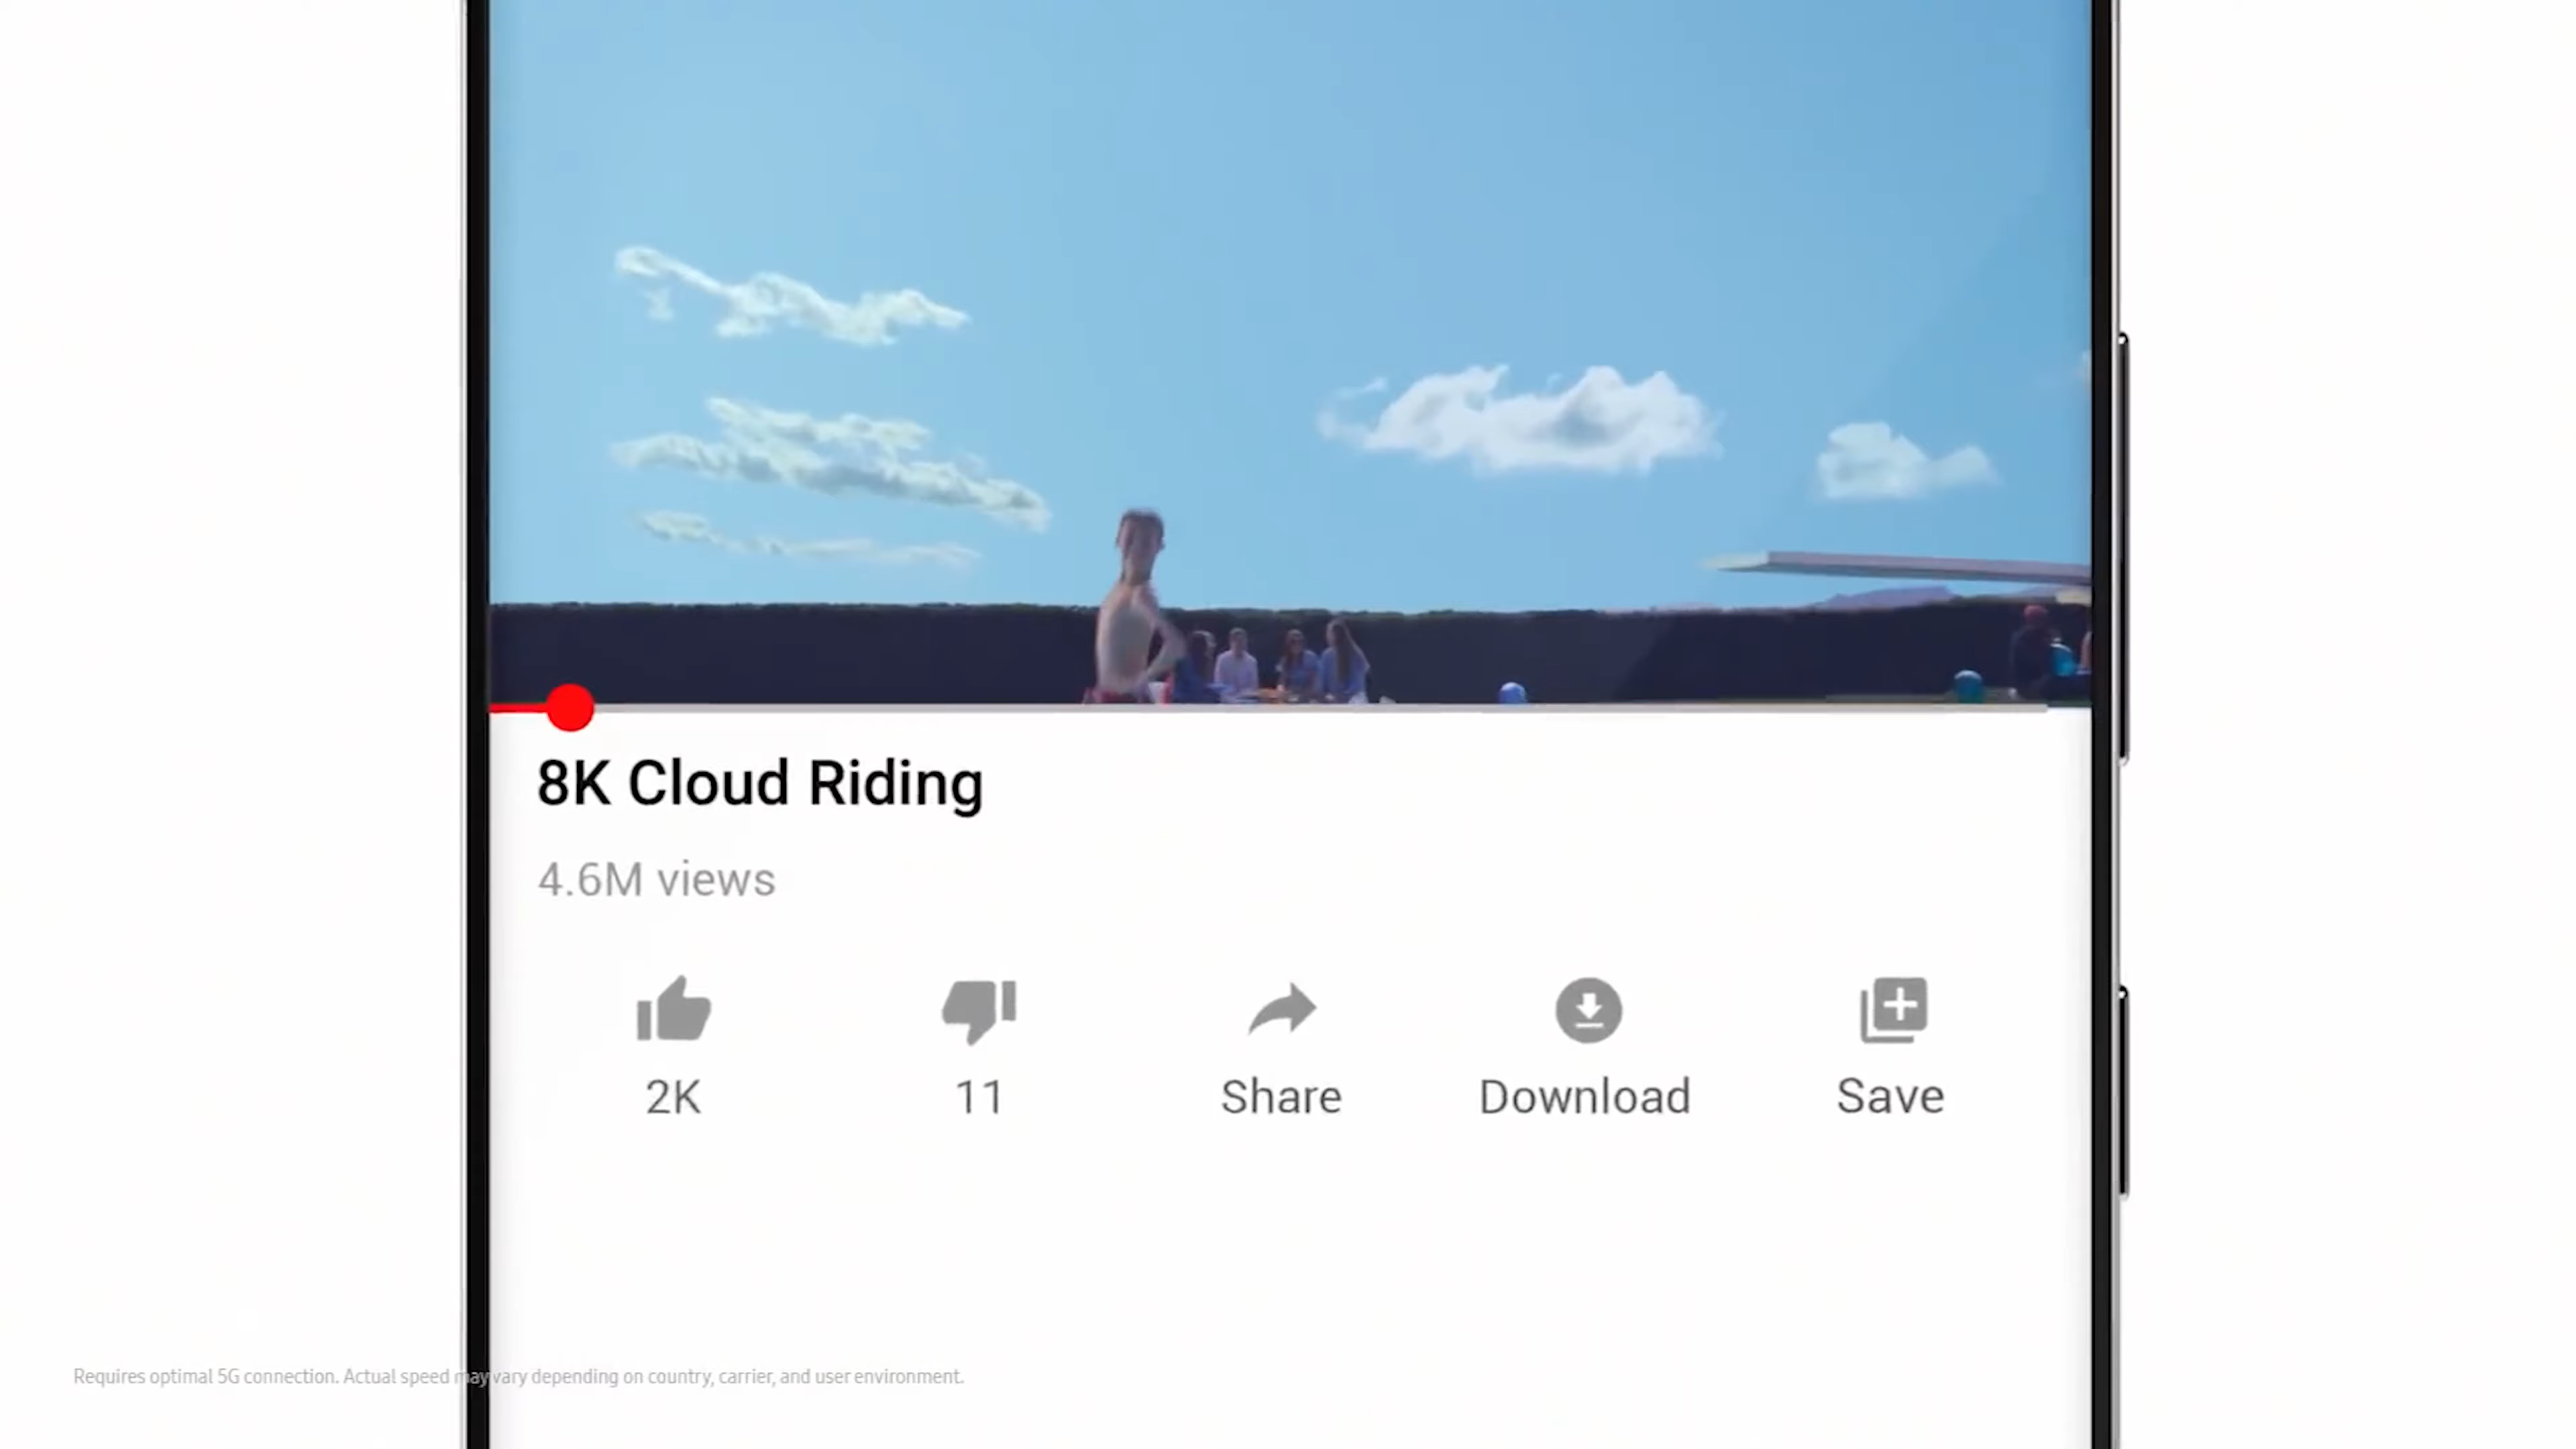 8K Cloud Riding
4.6M views
2K
11
Share
Download
Save
Requires optimal 5G connection. Actual speed may vary depending on country, carrier, and user environment.